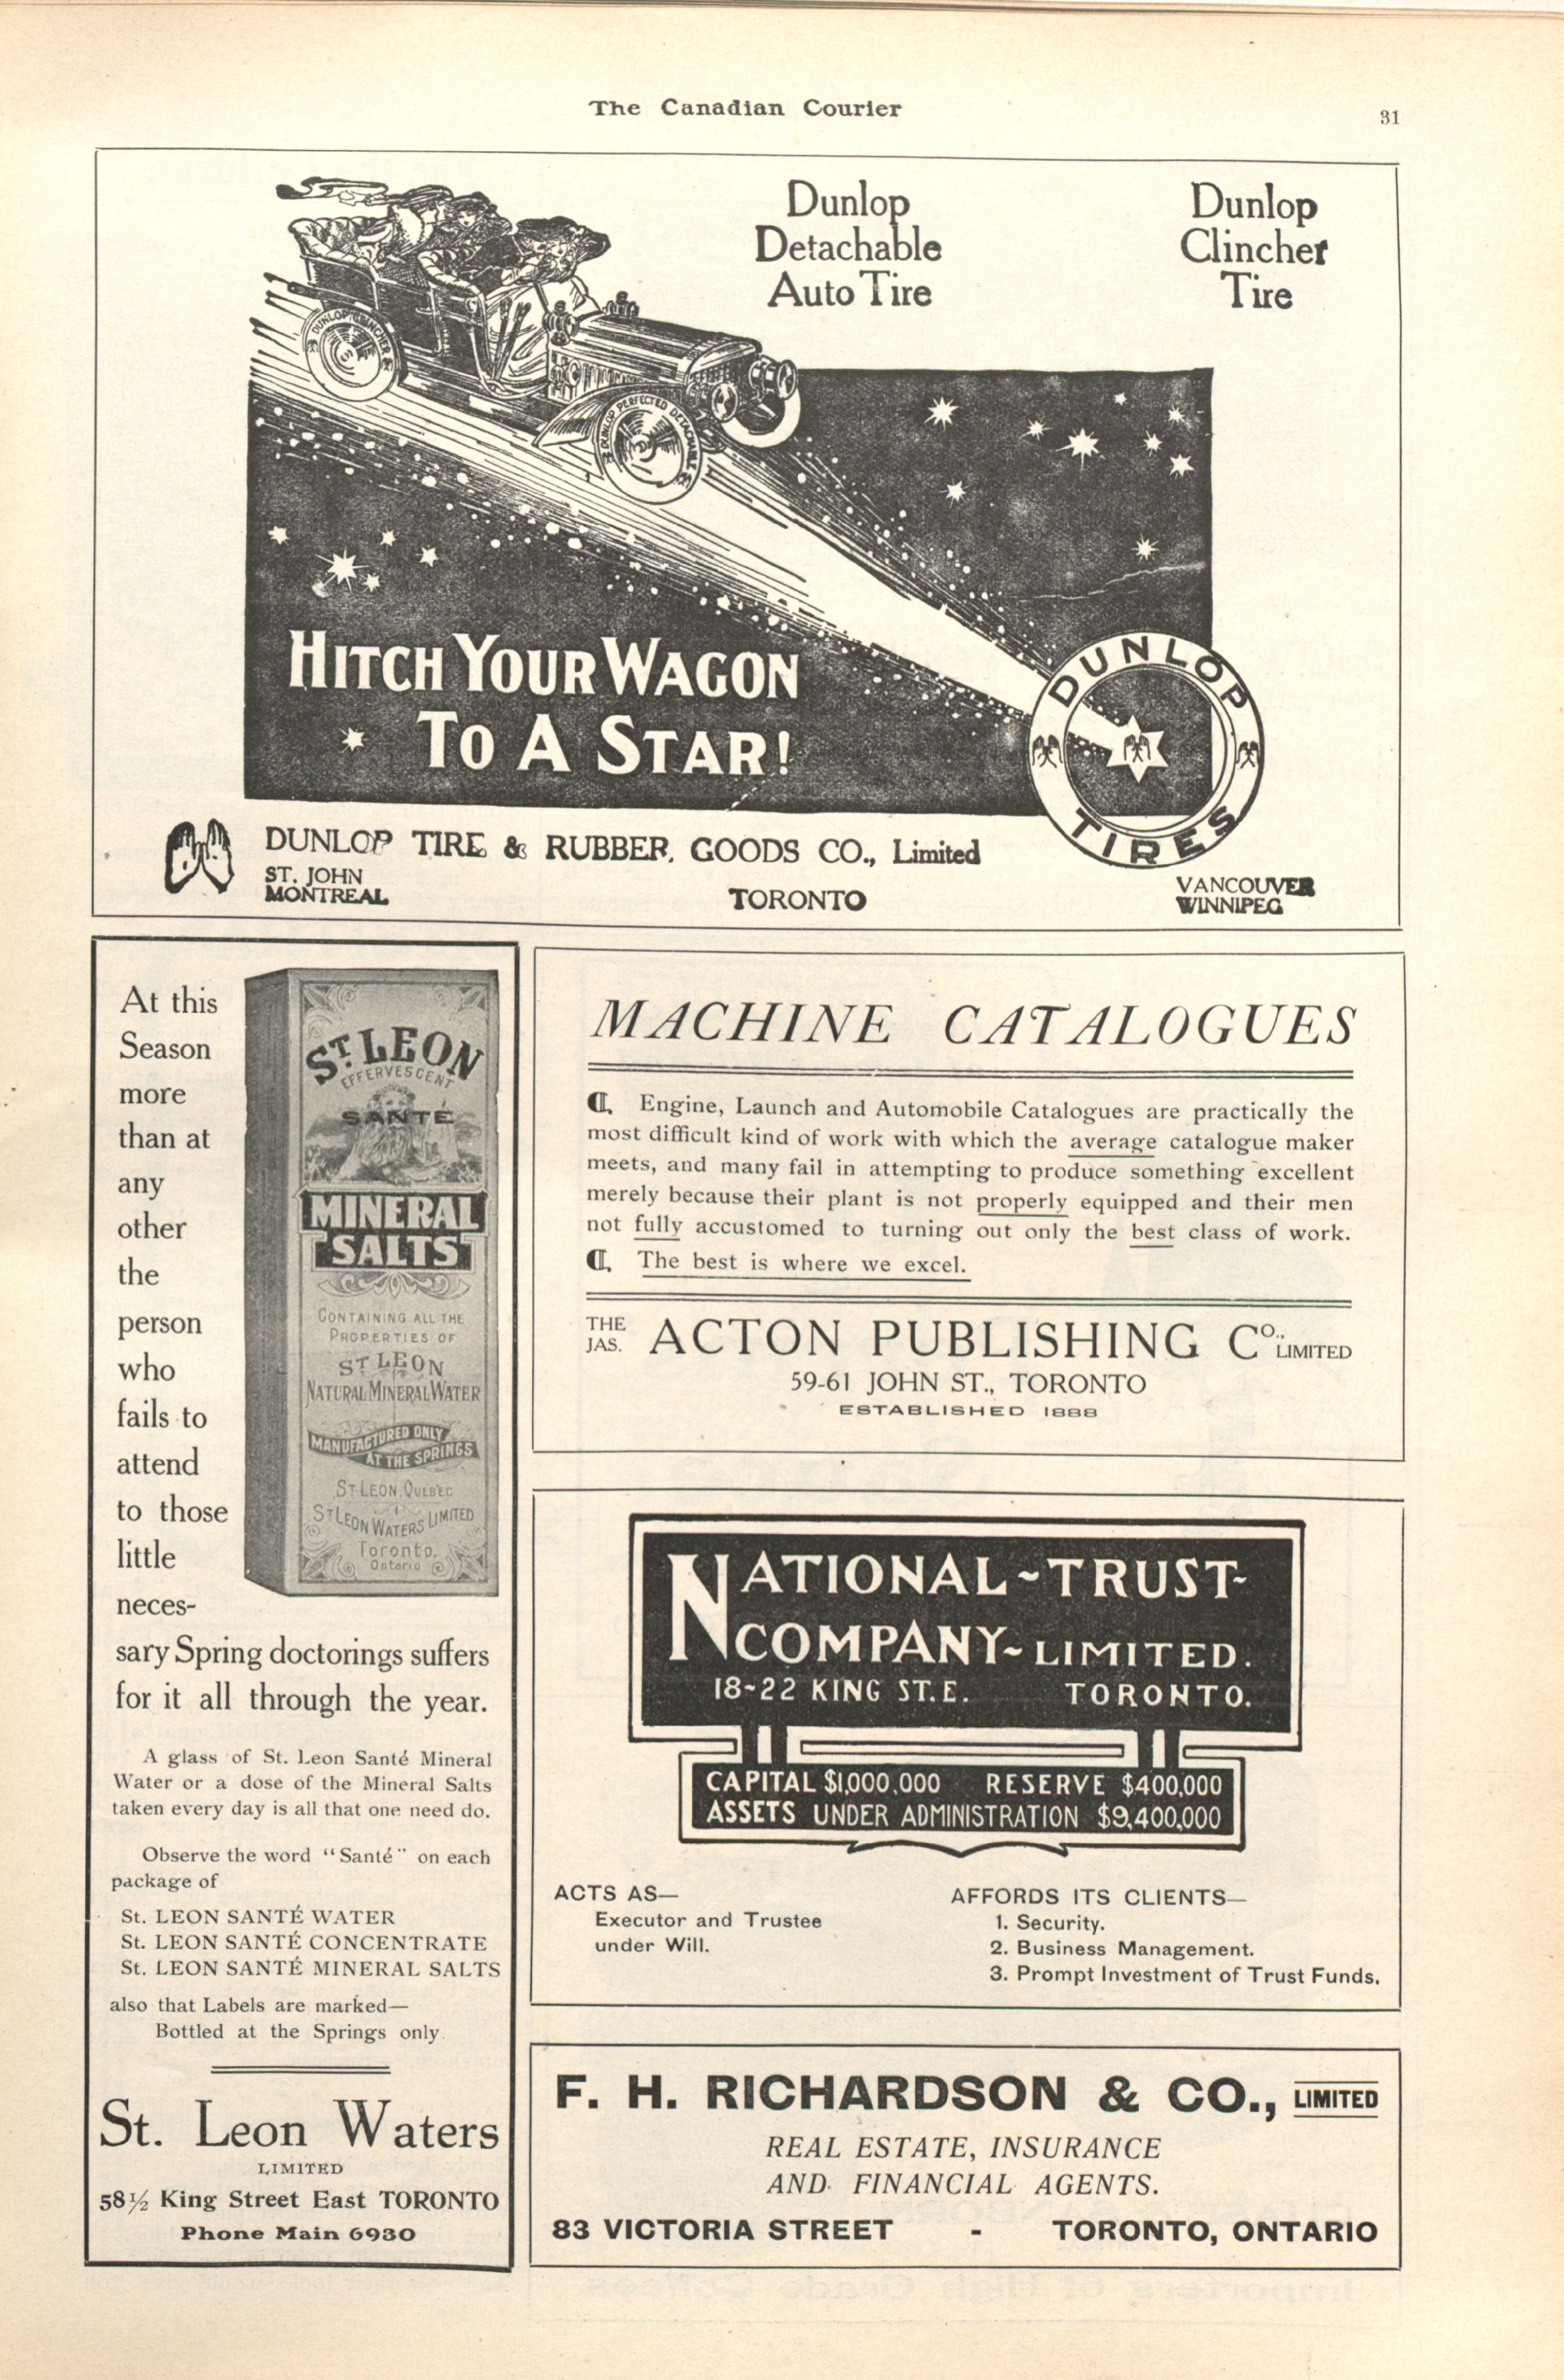 The Canadian Courier
31
Dunlop
Detachable
Auto Tire
Dunlop
Clincher
Tire
DUNLOP CLINCHER
DUNLOP PERFECTED DETACHABLE
HITCH YOUR WAGON
TO A STAR!
DUNLOP
TIRES
DUNLOP TIRE & RUBBER GOODS CO., Limited
ST. JOHN
MONTREAL
TORONTO
VANCOUVER
WINNIPEG
At this
Season
more
than at
any
other
the
person
who
fails to
attend
to those
little
neces-
sary Spring doctorings suffers
for it all through the year.
ST LEON
EFFERVESCENT
SANTÉ
MINERAL
SALTS
CONTAINING ALL THE
PROPERTIES OF
ST LEON
NATURAL MINERAL WATER
MANUFACTURED ONLY
AT THE SPRINGS
ST LEON, QUEBEC
ST LEON WATERS LIMITED
Toronto,
Ontario
A glass of St. Leon Santé Mineral
Water or a dose of the Mineral Salts
taken every day is all that one need do.
Observe the word "Santé" on each
package of
St. LEON SANTÉ WATER
St. LEON SANTÉ CONCENTRATE
St. LEON SANTÉ MINERAL SALTS
also that Labels are marked—
Bottled at the Springs only.
St. Leon Waters
LIMITED
58½ King Street East TORONTO
Phone Main 6930
MACHINE CATALOGUES
¶ Engine, Launch and Automobile Catalogues are practically the
most difficult kind of work with which the average catalogue maker
meets, and many fail in attempting to produce something excellent
merely because their plant is not properly equipped and their men
not fully accustomed to turning out only the best class of work.
¶ The best is where we excel.
THE
JAS. ACTON PUBLISHING Co., LIMITED
59-61 JOHN ST., TORONTO
ESTABLISHED 1888
NATIONAL-TRUST-
COMPANY-LIMITED.
18-22 KING ST. E. TORONTO.
CAPITAL $1,000,000 RESERVE $400,000
ASSETS UNDER ADMINISTRATION $9,400,000
ACTS AS—
Executor and Trustee
under Will.
AFFORDS ITS CLIENTS—
1. Security.
2. Business Management.
3. Prompt Investment of Trust Funds.
F. H. RICHARDSON & CO., LIMITED
REAL ESTATE, INSURANCE
AND FINANCIAL AGENTS.
83 VICTORIA STREET - TORONTO, ONTARIO